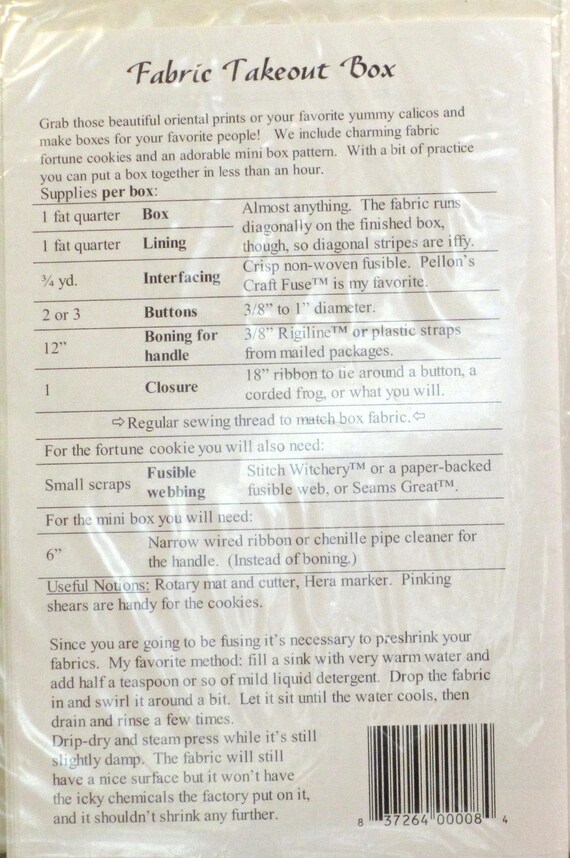 Fabric Takeout Box
Grab those beautiful oriental prints or your favorite yummy calicos and
make boxes for your favorite people! We include charming fabric
fortune cookies and an adorable mini box pattern. With a bit of practice
you can put a box together in less than an hour.
Supplies per box:
1 fat quarter Box Almost anything. The fabric runs
diagonally on the finished box,
1 fat quarter Lining though, so diagonal stripes are iffy.
¾ yd. Interfacing Crisp non-woven fusible. Pellon's
Craft Fuse™ is my favorite.
2 or 3 Buttons 3/8" to 1" diameter.
12" Boning for handle 3/8" Rigiline™ or plastic straps
from mailed packages.
1 Closure 18" ribbon to tie around a button, a
corded frog, or what you will.
⇨Regular sewing thread to match box fabric.⇦
For the fortune cookie you will also need:
Small scraps Fusible webbing Stitch Witchery™ or a paper-backed
fusible web, or Seams Great™.
For the mini box you will need:
6" Narrow wired ribbon or chenille pipe cleaner for
the handle. (Instead of boning.)
Useful Notions: Rotary mat and cutter, Hera marker. Pinking
shears are handy for the cookies.
Since you are going to be fusing it's necessary to preshrink your
fabrics. My favorite method: fill a sink with very warm water and
add half a teaspoon or so of mild liquid detergent. Drop the fabric
in and swirl it around a bit. Let it sit until the water cools, then
drain and rinse a few times.
Drip-dry and steam press while it's still
slightly damp. The fabric will still
have a nice surface but it won't have
the icky chemicals the factory put on it,
and it shouldn't shrink any further.
8 37264 00008 4